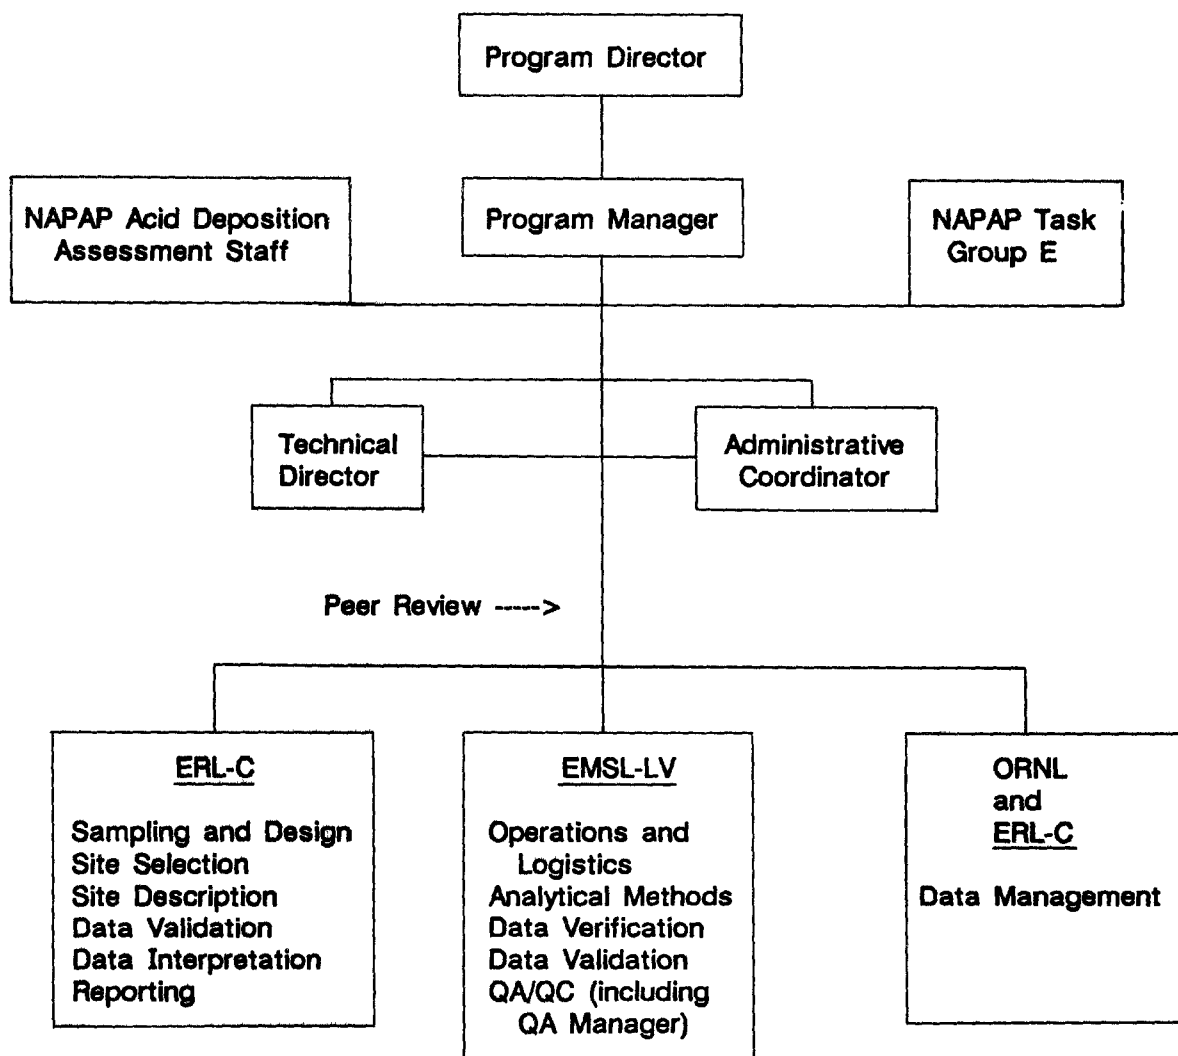 Program Director
NAPAP Acid Deposition
Assessment Staff
Program Manager
NAPAP Task
Group E
Technical
Director
Administrative
Coordinator
Peer Review ----->
ERL-C
Sampling and Design
Site Selection
Site Description
Data Validation
Data Interpretation
Reporting
EMSL-LV
Operations and
Logistics
Analytical Methods
Data Verification
Data Validation
QA/QC (including
QA Manager)
ORNL
and
ERL-C
Data Management